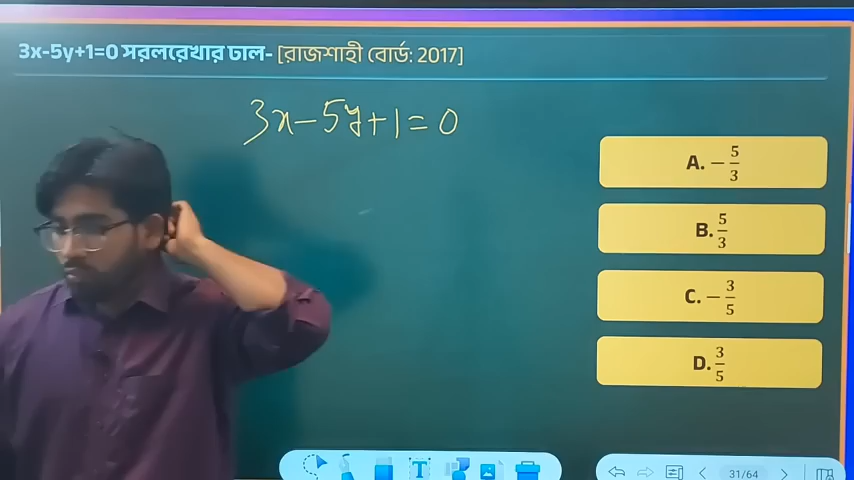 3x-5y+1=0 সরলরেখার ঢাল- [রাজশাহী বোর্ড: 2017]
3x-5y+1=0
A. -5/3
B. 5/3
C. -3/5
D. 3/5
T
31/64